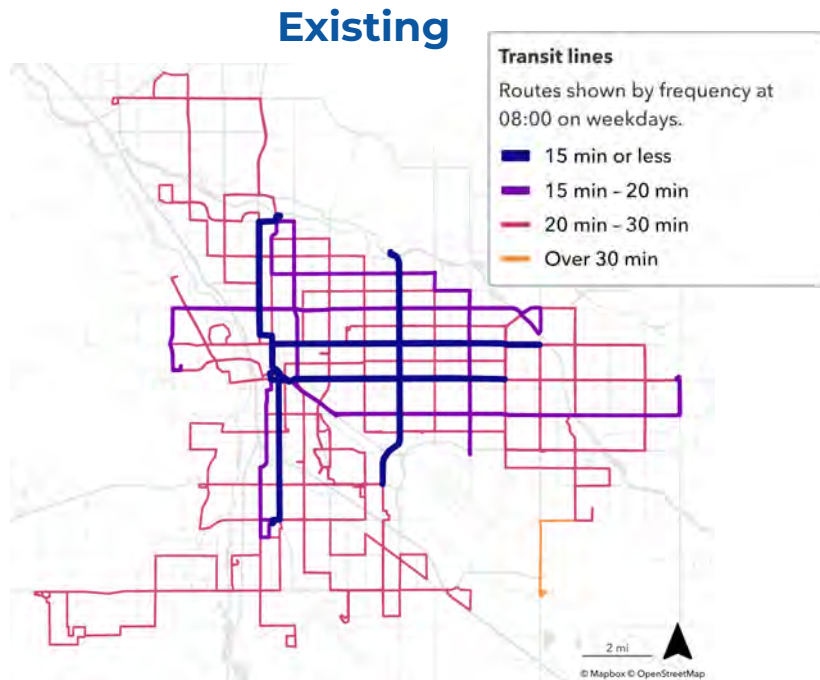 Existing
Transit lines
Routes shown by frequency at
08:00 on weekdays.
15 min or less
15 min – 20 min
20 min – 30 min
Over 30 min
2 mi
© Mapbox © OpenStreetMap